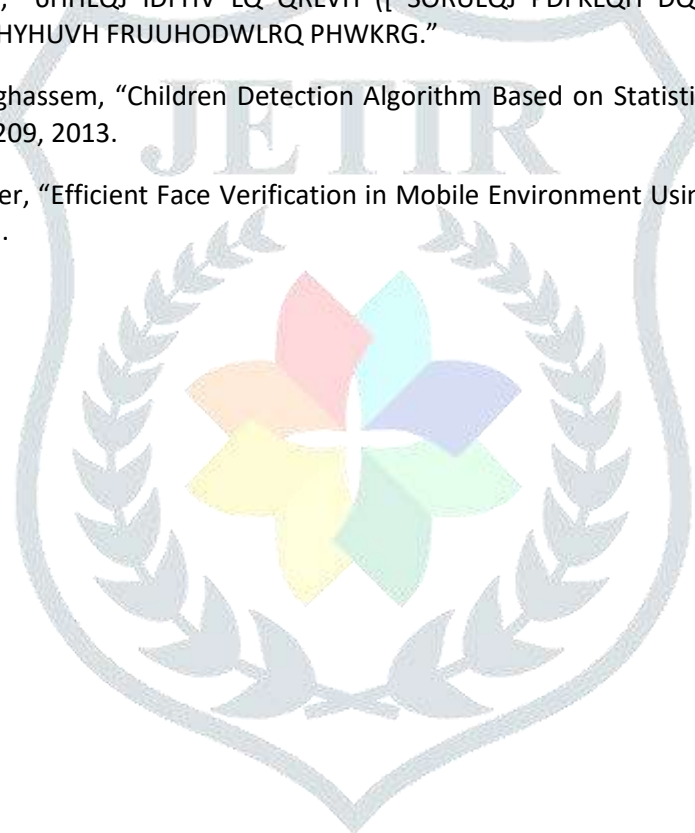 HYHUVH FRUUHODWLRQ PHWKRG.”
ghassem, “Children Detection Algorithm Based on Statisti
209, 2013.
er, “Efficient Face Verification in Mobile Environment Usin
.
JETIR